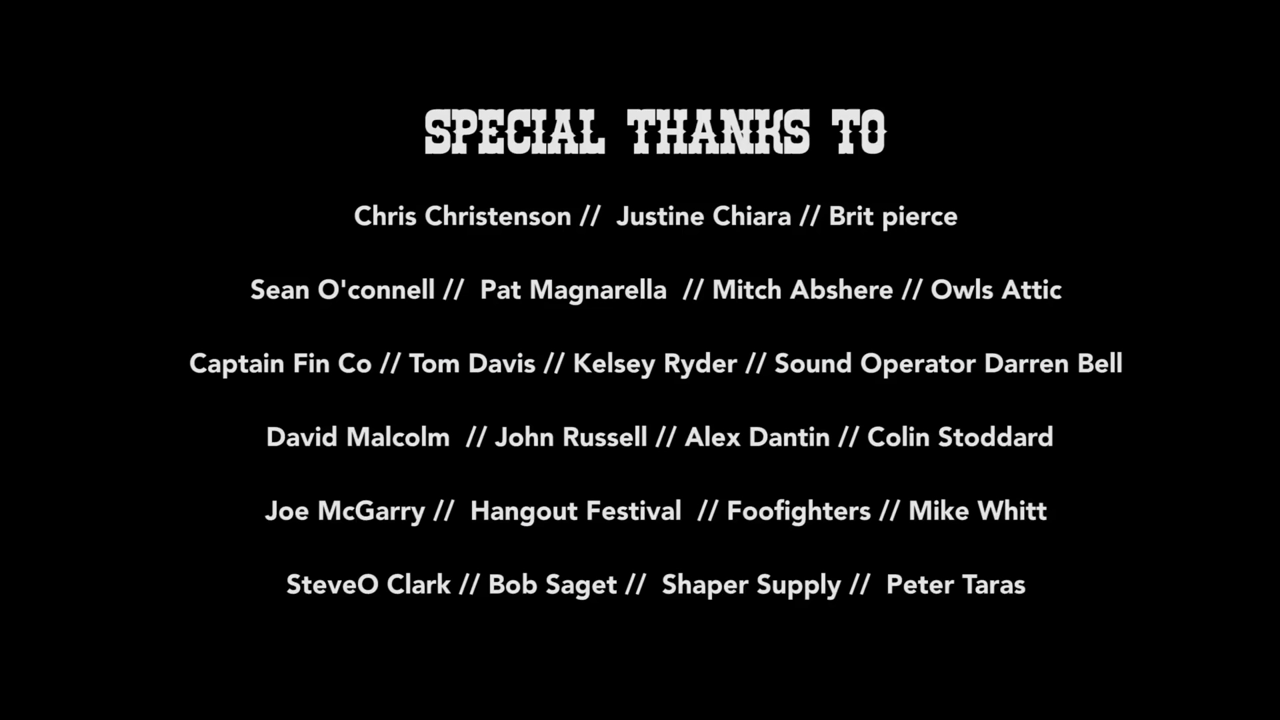 SPECIAL THANKS TO
Chris Christenson // Justine Chiara // Brit pierce
Sean O'connell // Pat Magnarella // Mitch Abshere // Owls Attic
Captain Fin Co // Tom Davis // Kelsey Ryder // Sound Operator Darren Bell
David Malcolm // John Russell // Alex Dantin // Colin Stoddard
Joe McGarry // Hangout Festival // Foofighters // Mike Whitt
SteveO Clark // Bob Saget // Shaper Supply // Peter Taras